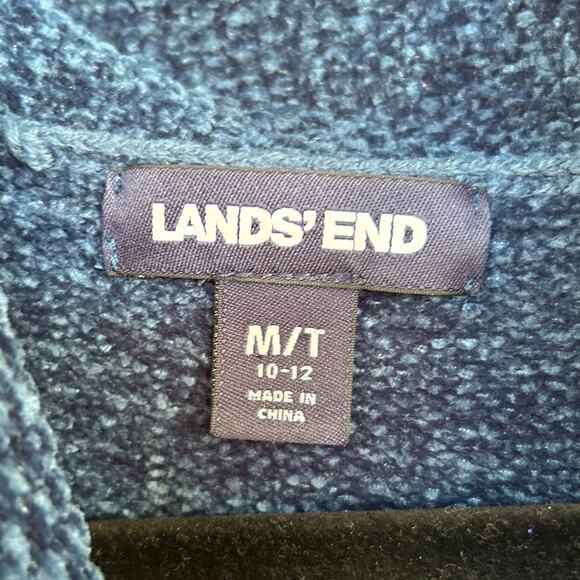 LANDS' END
M/T
10-12
MADE IN
CHINA